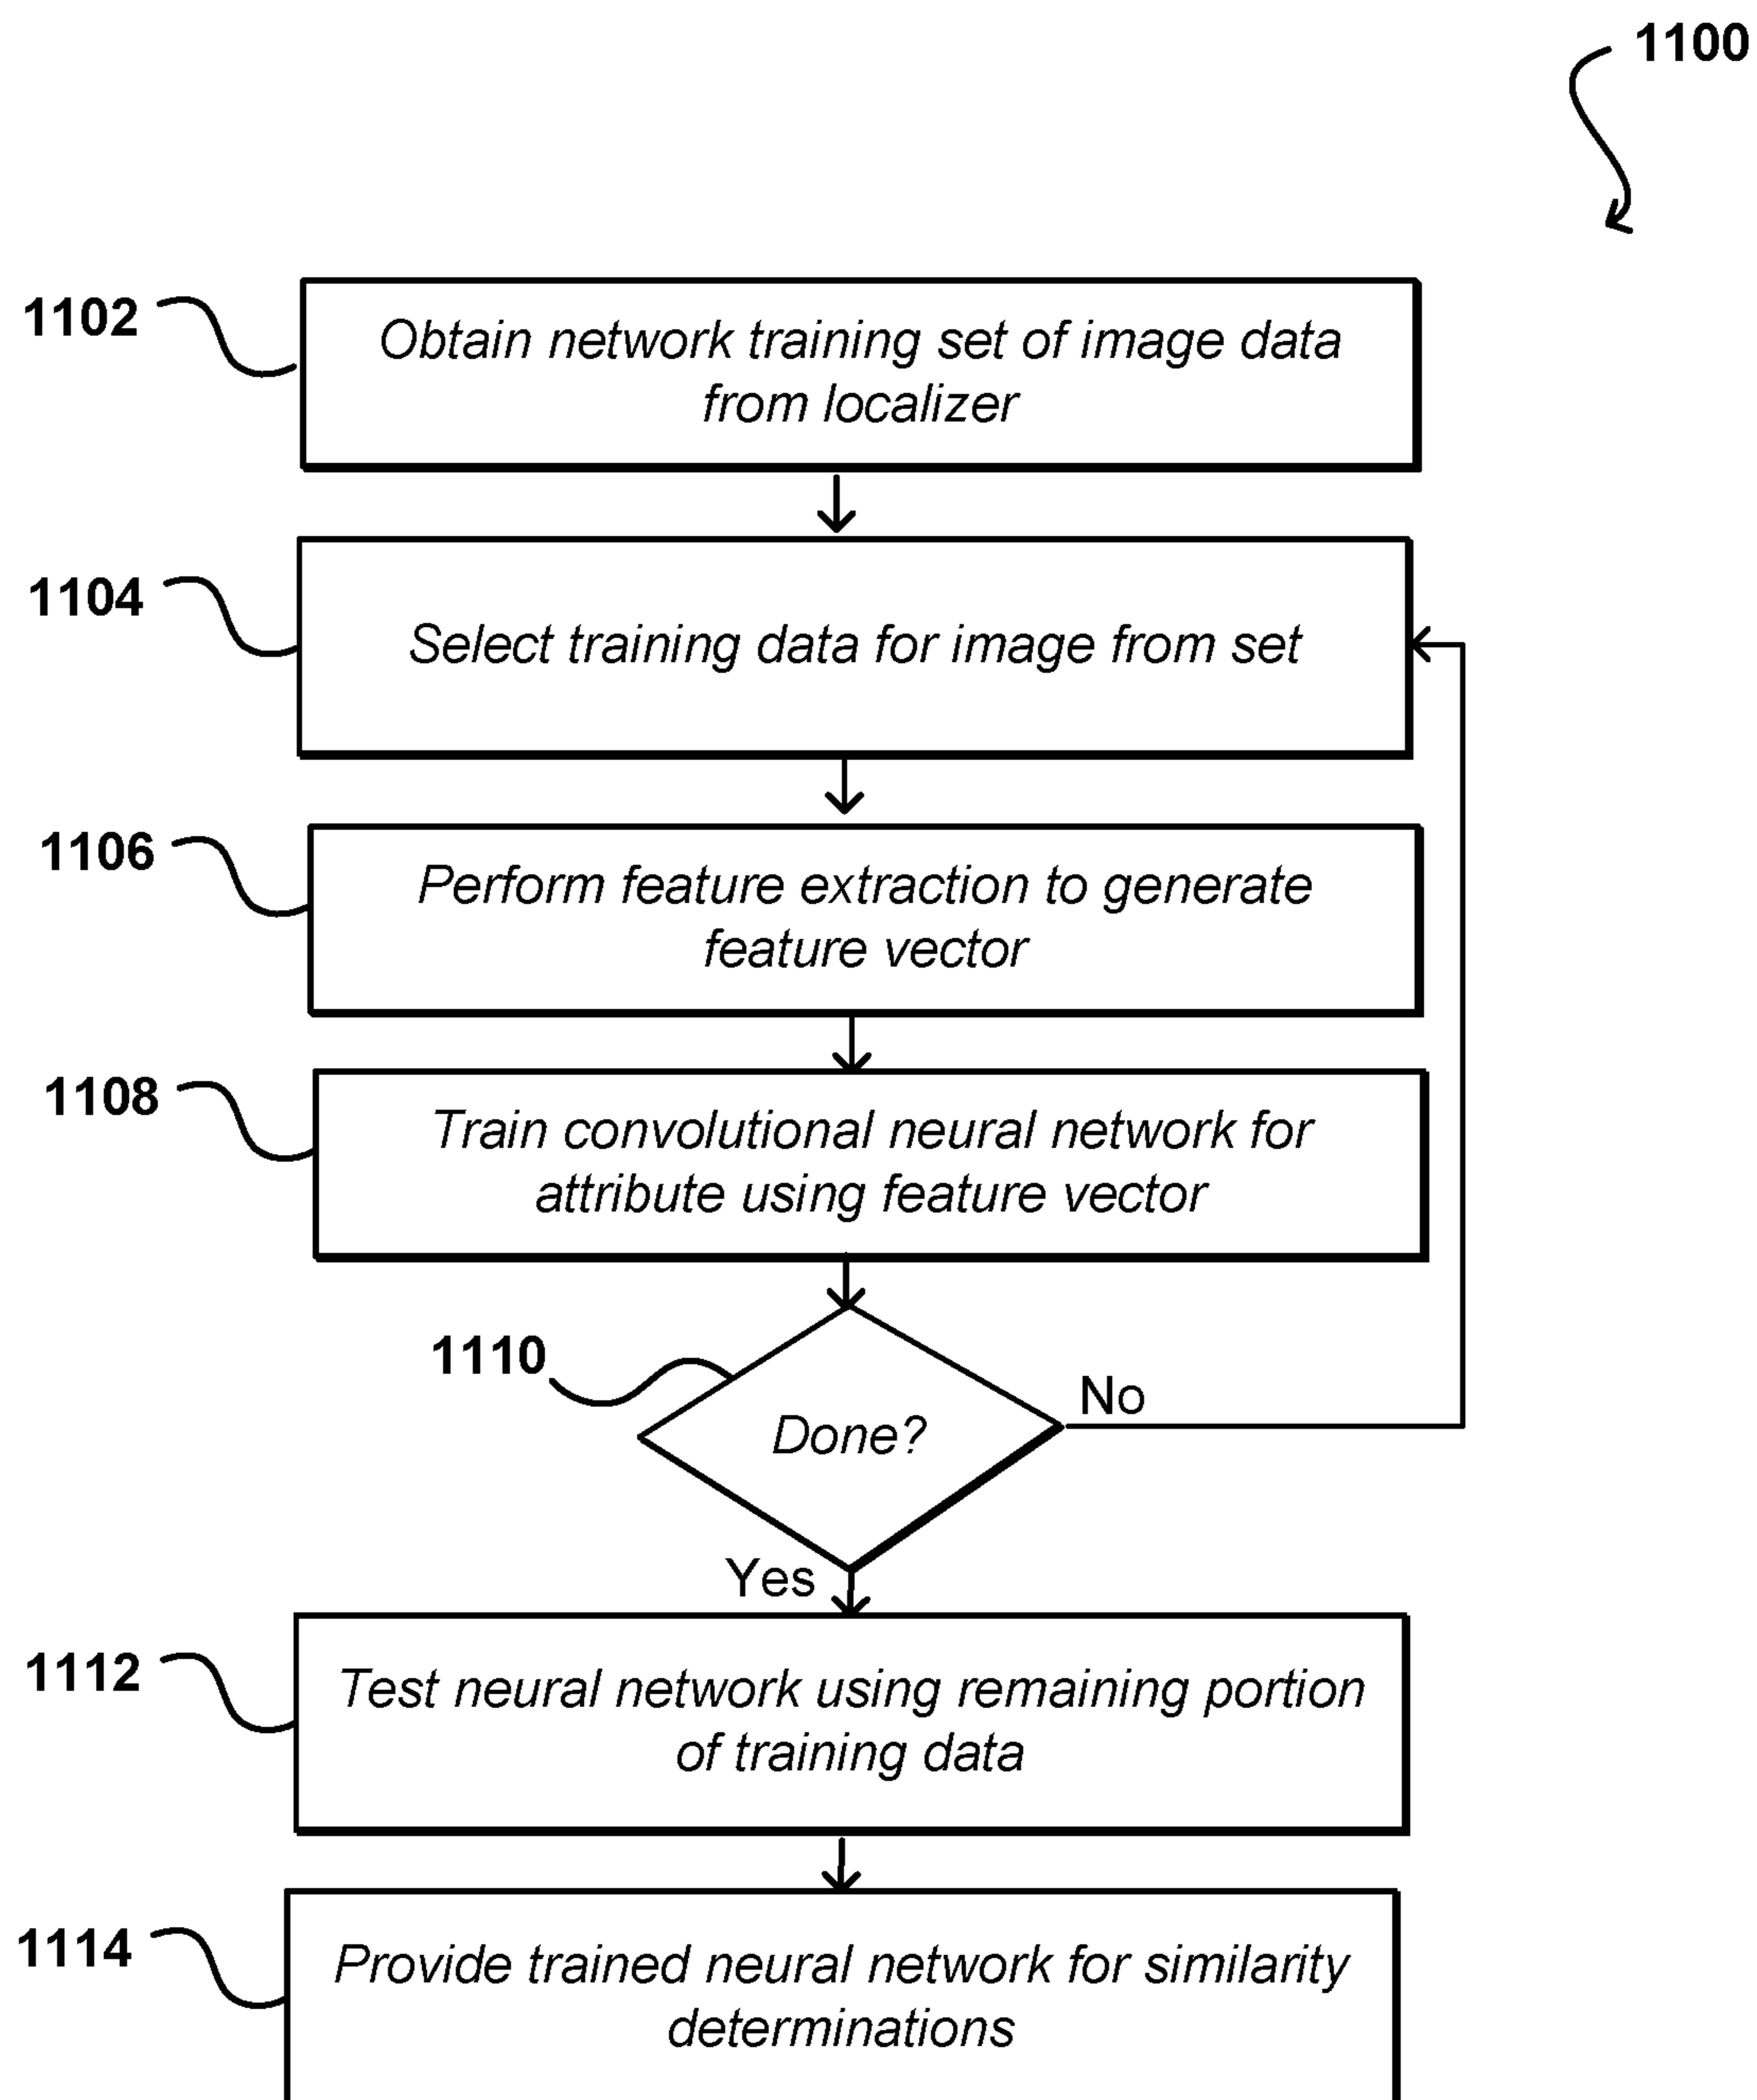 1100
1102
Obtain network training set of image data
from localizer
1104
Select training data for image from set
1106
Perform feature extraction to generate
feature vector
1108
Train convolutional neural network for
attribute using feature vector
1110
Done?
No
Yes
1112
Test neural network using remaining portion
of training data
1114
Provide trained neural network for similarity
determinations